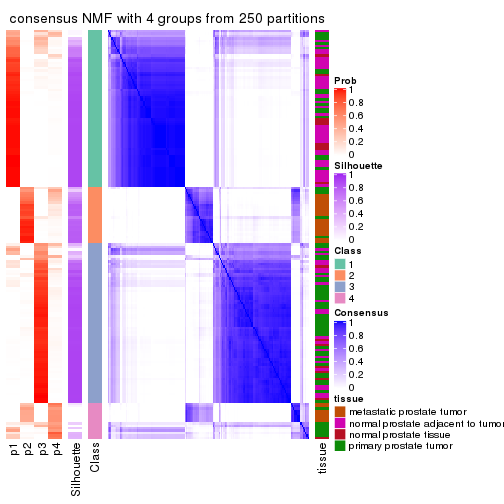 consensus NMF with 4 groups from 250 partitions
Prob
1
0.8
0.6
0.4
0.2
0
Silhouette
1
0.8
0.6
0.4
0.2
0
Class
1
2
3
4
Consensus
1
0.8
0.6
0.4
0.2
0
tissue
metastatic prostate tumor
normal prostate adjacent to tumor
normal prostate tissue
primary prostate tumor
p1
p2
p3
p4
Silhouette
Class
tissue